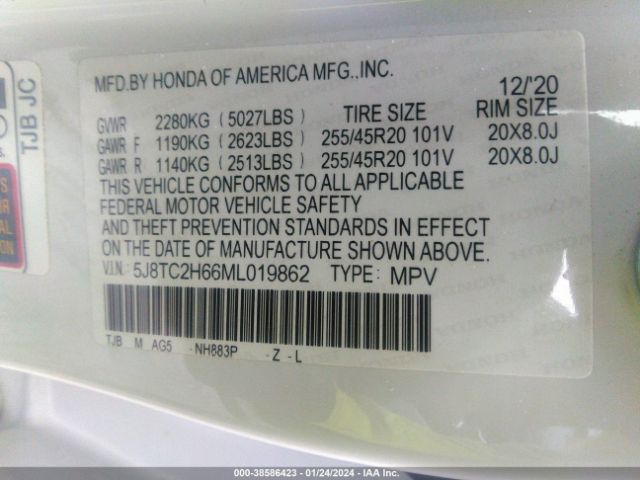 MFD.BY HONDA OF AMERICA MFG.,INC.
12/'20
GVWR 2280KG (5027LBS) TIRE SIZE RIM SIZE
GAWR F 1190KG (2623LBS) 255/45R20 101V 20X8.0J
GAWR R 1140KG (2513LBS) 255/45R20 101V 20X8.0J
THIS VEHICLE CONFORMS TO ALL APPLICABLE
FEDERAL MOTOR VEHICLE SAFETY
AND THEFT PREVENTION STANDARDS IN EFFECT
ON THE DATE OF MANUFACTURE SHOWN ABOVE.
V.I.N.: 5J8TC2H66ML019862 TYPE: MPV
TJB M AG5 -NH883P -Z -L
TJB JC
000-38586423 - 01/24/2024 - IAA Inc.